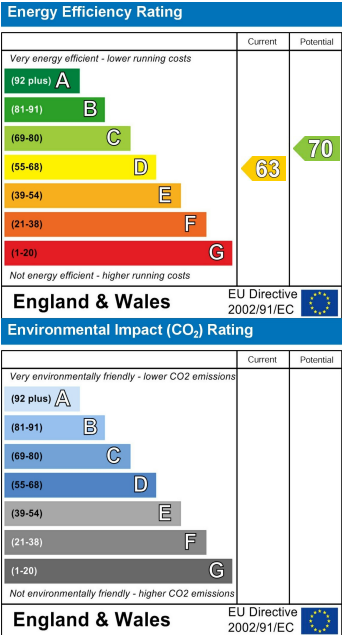 Energy Efficiency Rating
Current Potential
Very energy efficient - lower running costs
(92 plus) A
(81-91) B
(69-80) C
(55-68) D
(39-54) E
(21-38) F
(1-20) G
63
70
Not energy efficient - higher running costs
England & Wales
EU Directive
2002/91/EC
Environmental Impact (CO₂) Rating
Current Potential
Very environmentally friendly - lower CO2 emissions
(92 plus) A
(81-91) B
(69-80) C
(55-68) D
(39-54) E
(21-38) F
(1-20) G
Not environmentally friendly - higher CO2 emissions
England & Wales
EU Directive
2002/91/EC